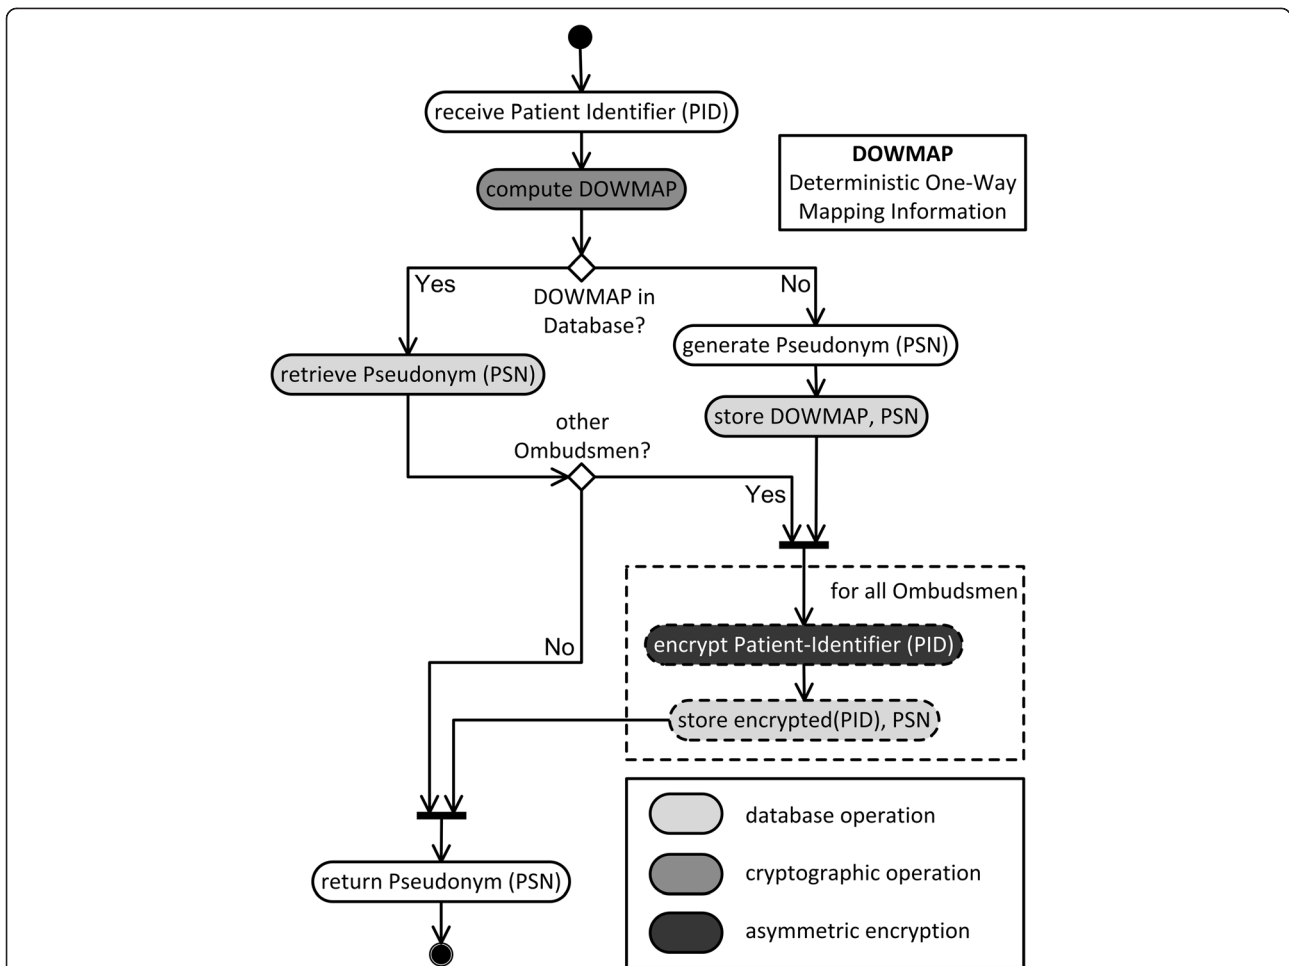 receive Patient Identifier (PID)
compute DOWMAP
DOWMAP
Deterministic One-Way
Mapping Information
Yes
No
DOWMAP in
Database?
generate Pseudonym (PSN)
retrieve Pseudonym (PSN)
store DOWMAP, PSN
other
Ombudsmen?
Yes
for all Ombudsmen
encrypt Patient-Identifier (PID)
No
store encrypted(PID), PSN
database operation
cryptographic operation
return Pseudonym (PSN)
asymmetric encryption